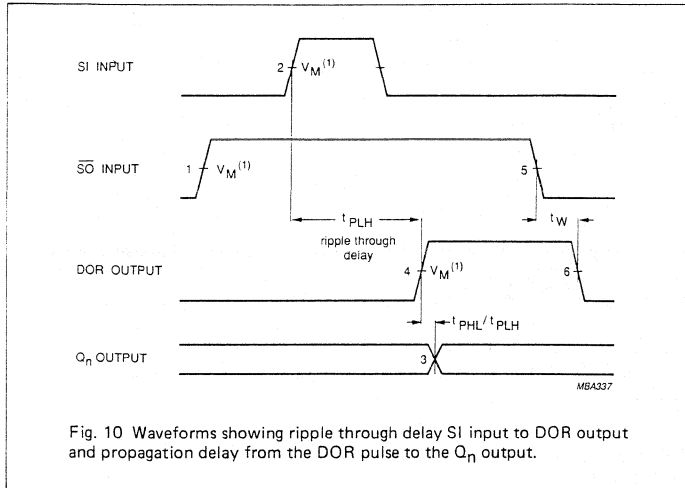 SI INPUT
2 V_M^(1)
S̅O̅ INPUT
1 V_M^(1)
5
t_PLH
t_W
ripple through
delay
DOR OUTPUT
4 V_M^(1)
6
t_PHL/t_PLH
Q_n OUTPUT
3
MBA337
Fig. 10 Waveforms showing ripple through delay SI input to DOR output
and propagation delay from the DOR pulse to the Q_n output.